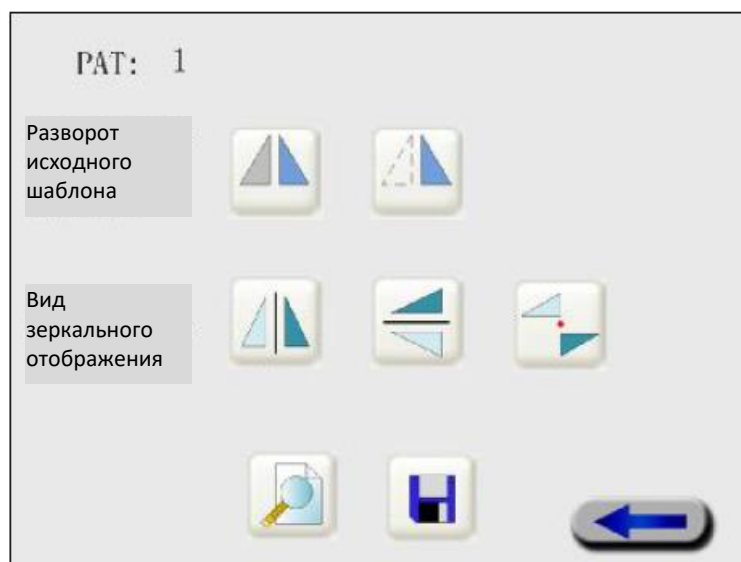 PAT: 1
Разворот
исходного
шаблона
Вид
зеркального
отображения